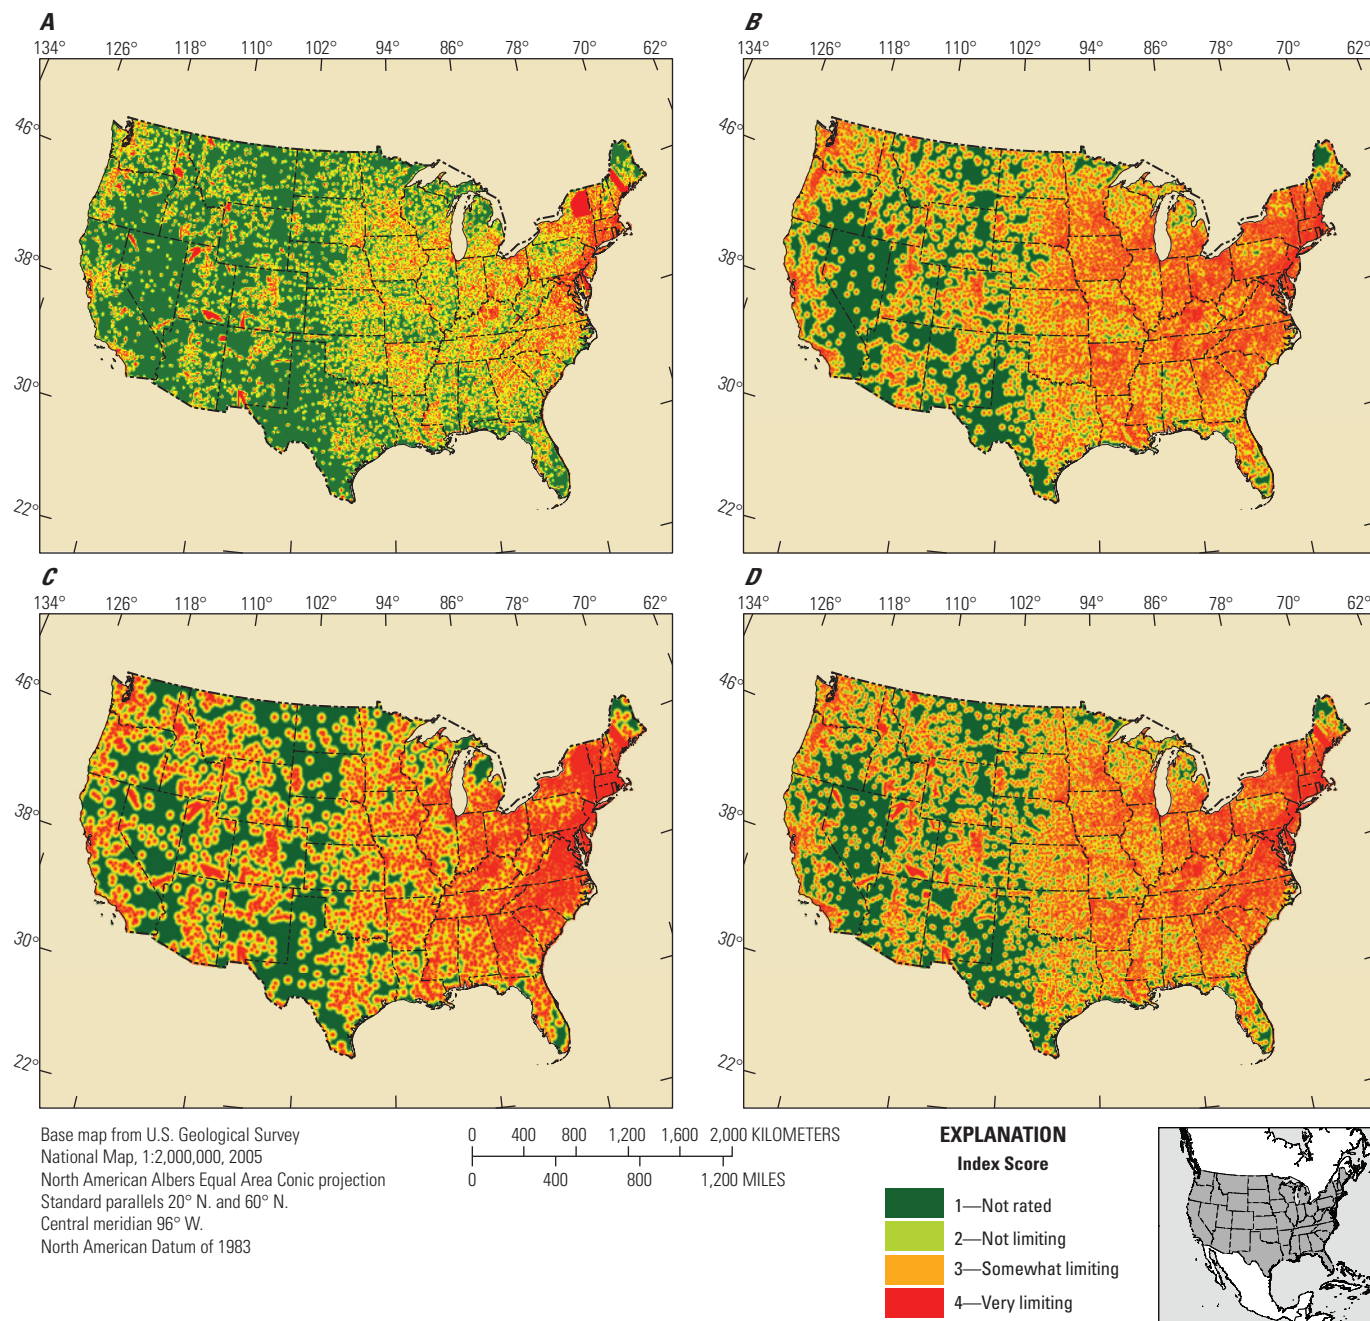 A
B
134° 126° 118° 110° 102° 94° 86° 78° 70° 62°
134° 126° 118° 110° 102° 94° 86° 78° 70° 62°
46°
46°
38°
38°
30°
30°
22°
22°
C
D
134° 126° 118° 110° 102° 94° 86° 78° 70° 62°
134° 126° 118° 110° 102° 94° 86° 78° 70° 62°
46°
46°
38°
38°
30°
30°
22°
22°
Base map from U.S. Geological Survey
National Map, 1:2,000,000, 2005
North American Albers Equal Area Conic projection
Standard parallels 20° N. and 60° N.
Central meridian 96° W.
North American Datum of 1983
0 400 800 1,200 1,600 2,000 KILOMETERS
0 400 800 1,200 MILES
EXPLANATION
Index Score
1—Not rated
2—Not limiting
3—Somewhat limiting
4—Very limiting